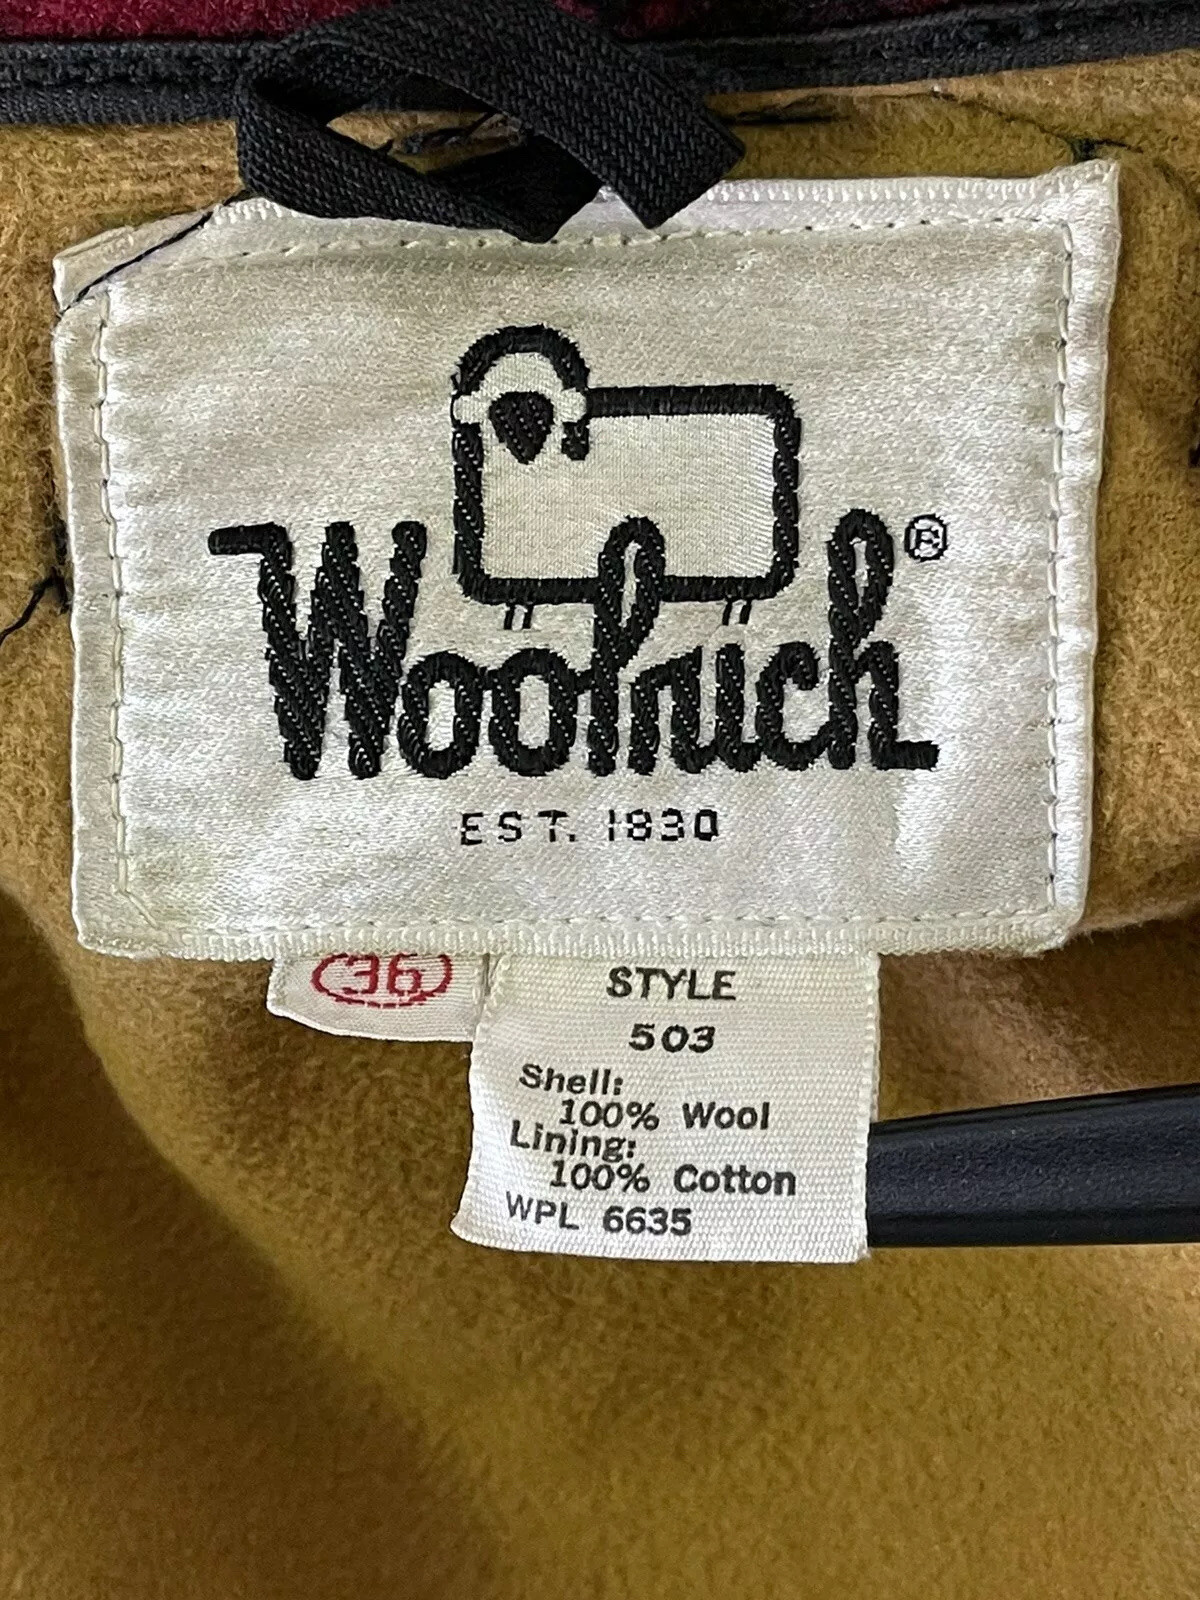 Woolrich®
EST. 1830
36
STYLE
503
Shell:
100% Wool
Lining:
100% Cotton
WPL 6635